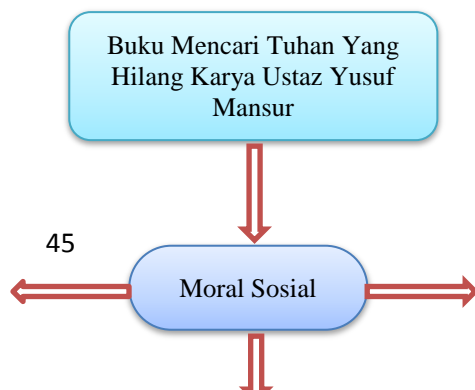 Buku Mencari Tuhan Yang
Hilang Karya Ustaz Yusuf
Mansur
45
Moral Sosial